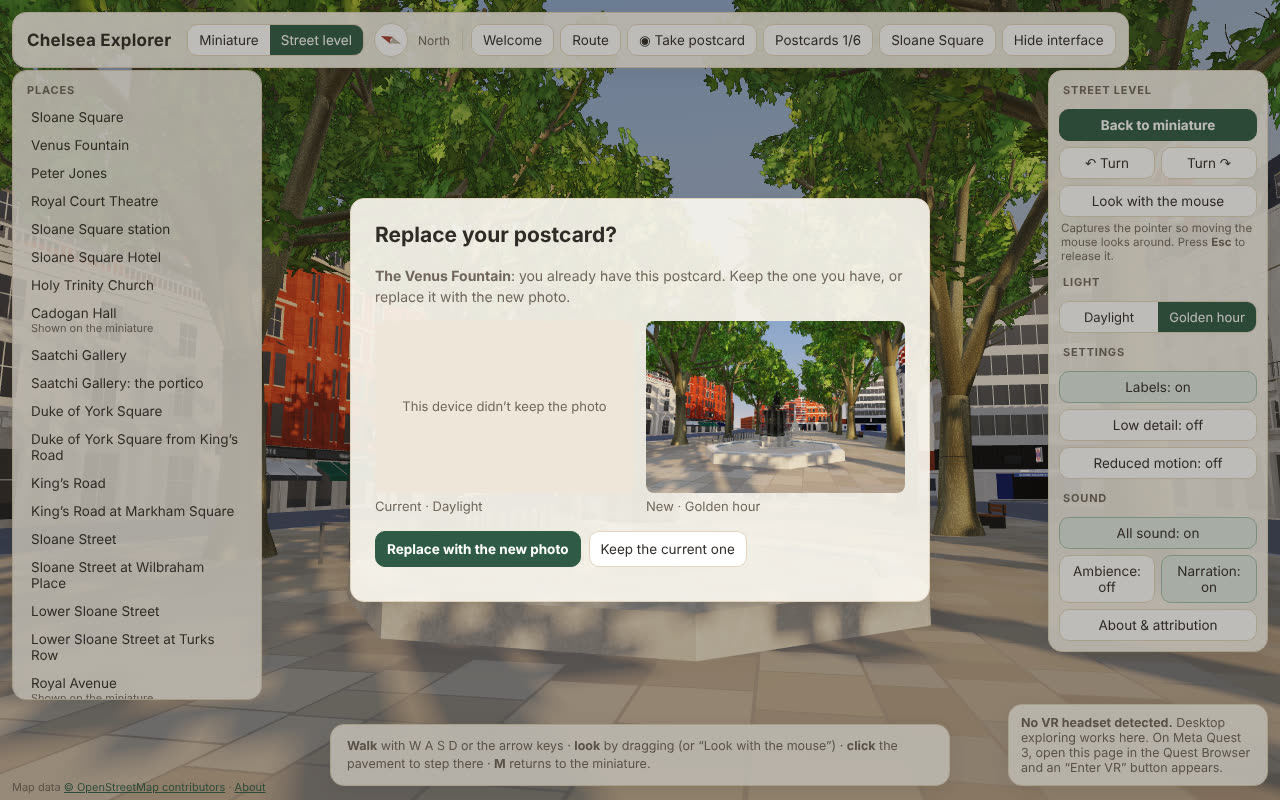 Chelsea Explorer
Miniature
Street level
North
Welcome
Route
◉ Take postcard
Postcards 1/6
Sloane Square
Hide interface
PLACES
Sloane Square
Venus Fountain
Peter Jones
Royal Court Theatre
Sloane Square station
Sloane Square Hotel
Holy Trinity Church
Cadogan Hall
Shown on the miniature
Saatchi Gallery
Saatchi Gallery: the portico
Duke of York Square
Duke of York Square from King’s
Road
King’s Road
King’s Road at Markham Square
Sloane Street
Sloane Street at Wilbraham
Place
Lower Sloane Street
Lower Sloane Street at Turks
Row
Royal Avenue
Shown on the miniature
Replace your postcard?
The Venus Fountain: you already have this postcard. Keep the one you have, or
replace it with the new photo.
This device didn’t keep the photo
Current · Daylight
New · Golden hour
Replace with the new photo
Keep the current one
STREET LEVEL
Back to miniature
↶ Turn
Turn ↷
Look with the mouse
Captures the pointer so moving the
mouse looks around. Press Esc to
release it.
LIGHT
Daylight
Golden hour
SETTINGS
Labels: on
Low detail: off
Reduced motion: off
SOUND
All sound: on
Ambience:
off
Narration:
on
About & attribution
Walk with W A S D or the arrow keys · look by dragging (or “Look with the mouse”) · click the
pavement to step there · M returns to the miniature.
No VR headset detected. Desktop
exploring works here. On Meta Quest
3, open this page in the Quest Browser
and an “Enter VR” button appears.
Map data © OpenStreetMap contributors · About